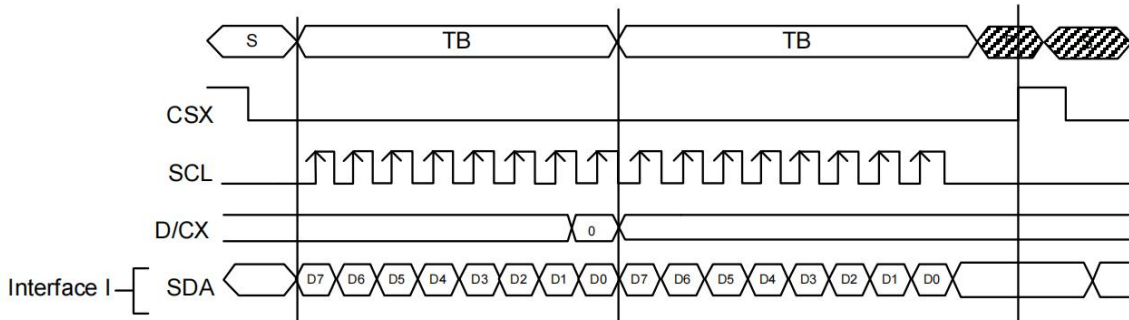 S TB TB
CSX
SCL
D/CX 0
Interface I SDA D7 D6 D5 D4 D3 D2 D1 D0 D7 D6 D5 D4 D3 D2 D1 D0